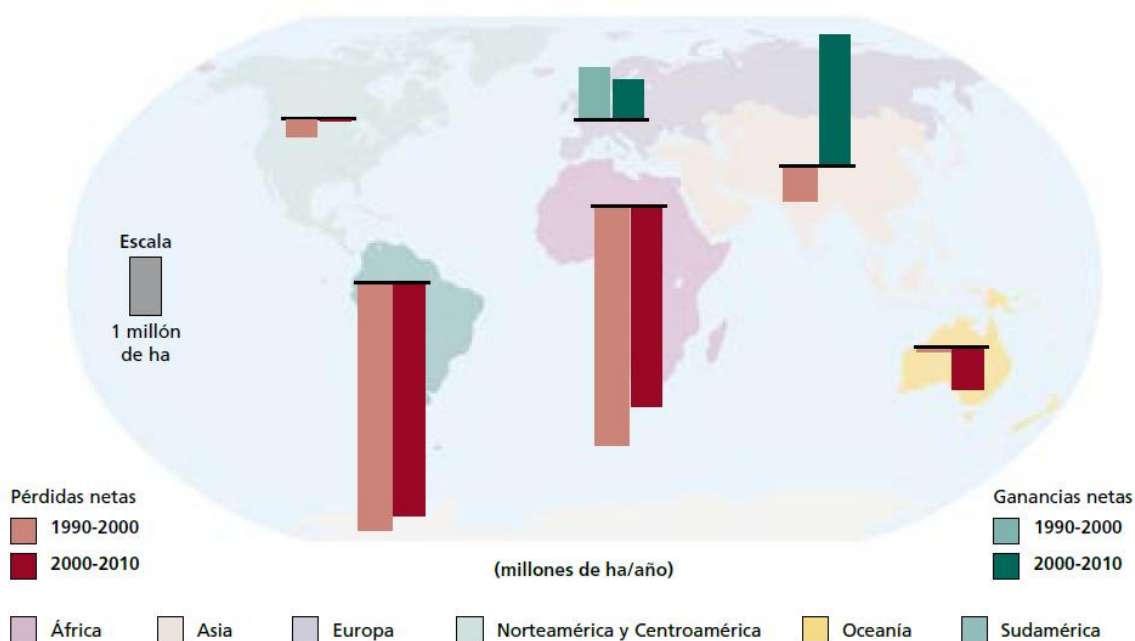 Escala
1 millón
de ha
Pérdidas netas
1990-2000
2000-2010
Ganancias netas
1990-2000
2000-2010
(millones de ha/año)
África
Asia
Europa
Norteamérica y Centroamérica
Oceanía
Sudamérica